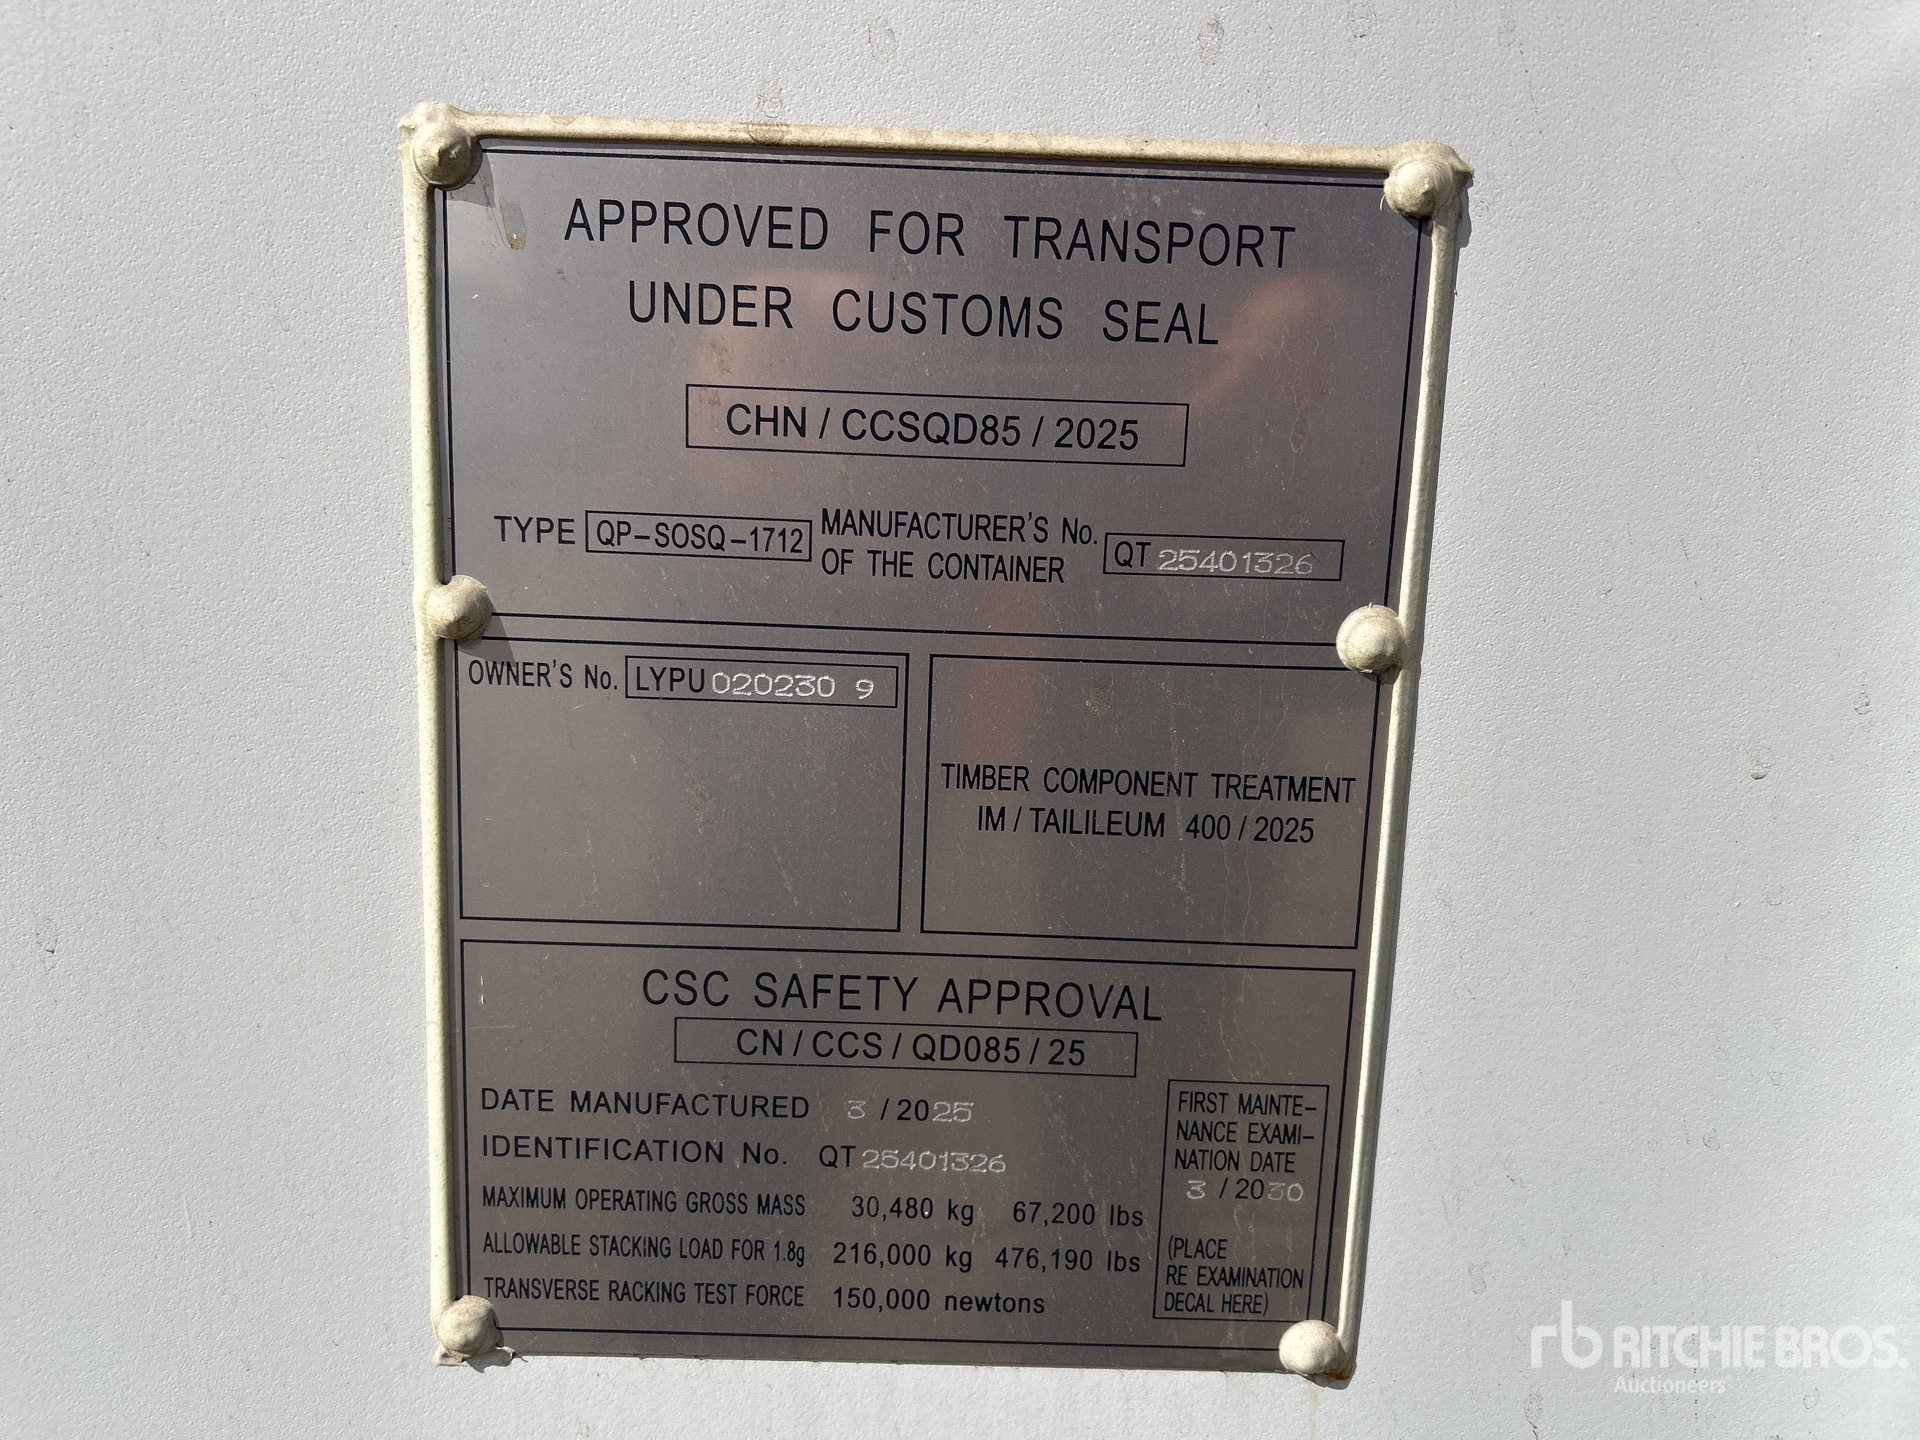 APPROVED FOR TRANSPORT
UNDER CUSTOMS SEAL
CHN / CCSQD85 / 2025
TYPE QP-SOSQ-1712 MANUFACTURER'S No. OF THE CONTAINER QT 25401326
OWNER'S No. LYPU 020230 9
TIMBER COMPONENT TREATMENT
IM / TAILILEUM 400 / 2025
CSC SAFETY APPROVAL
CN / CCS / QD085 / 25
DATE MANUFACTURED 3 / 2025
IDENTIFICATION No. QT 25401326
MAXIMUM OPERATING GROSS MASS 30,480 kg 67,200 lbs
ALLOWABLE STACKING LOAD FOR 1.8g 216,000 kg 476,190 lbs
TRANSVERSE RACKING TEST FORCE 150,000 newtons
FIRST MAINTE-
NANCE EXAMI-
NATION DATE
3 / 2030
(PLACE
RE EXAMINATION
DECAL HERE)
rb RITCHIE BROS.
Auctioneers